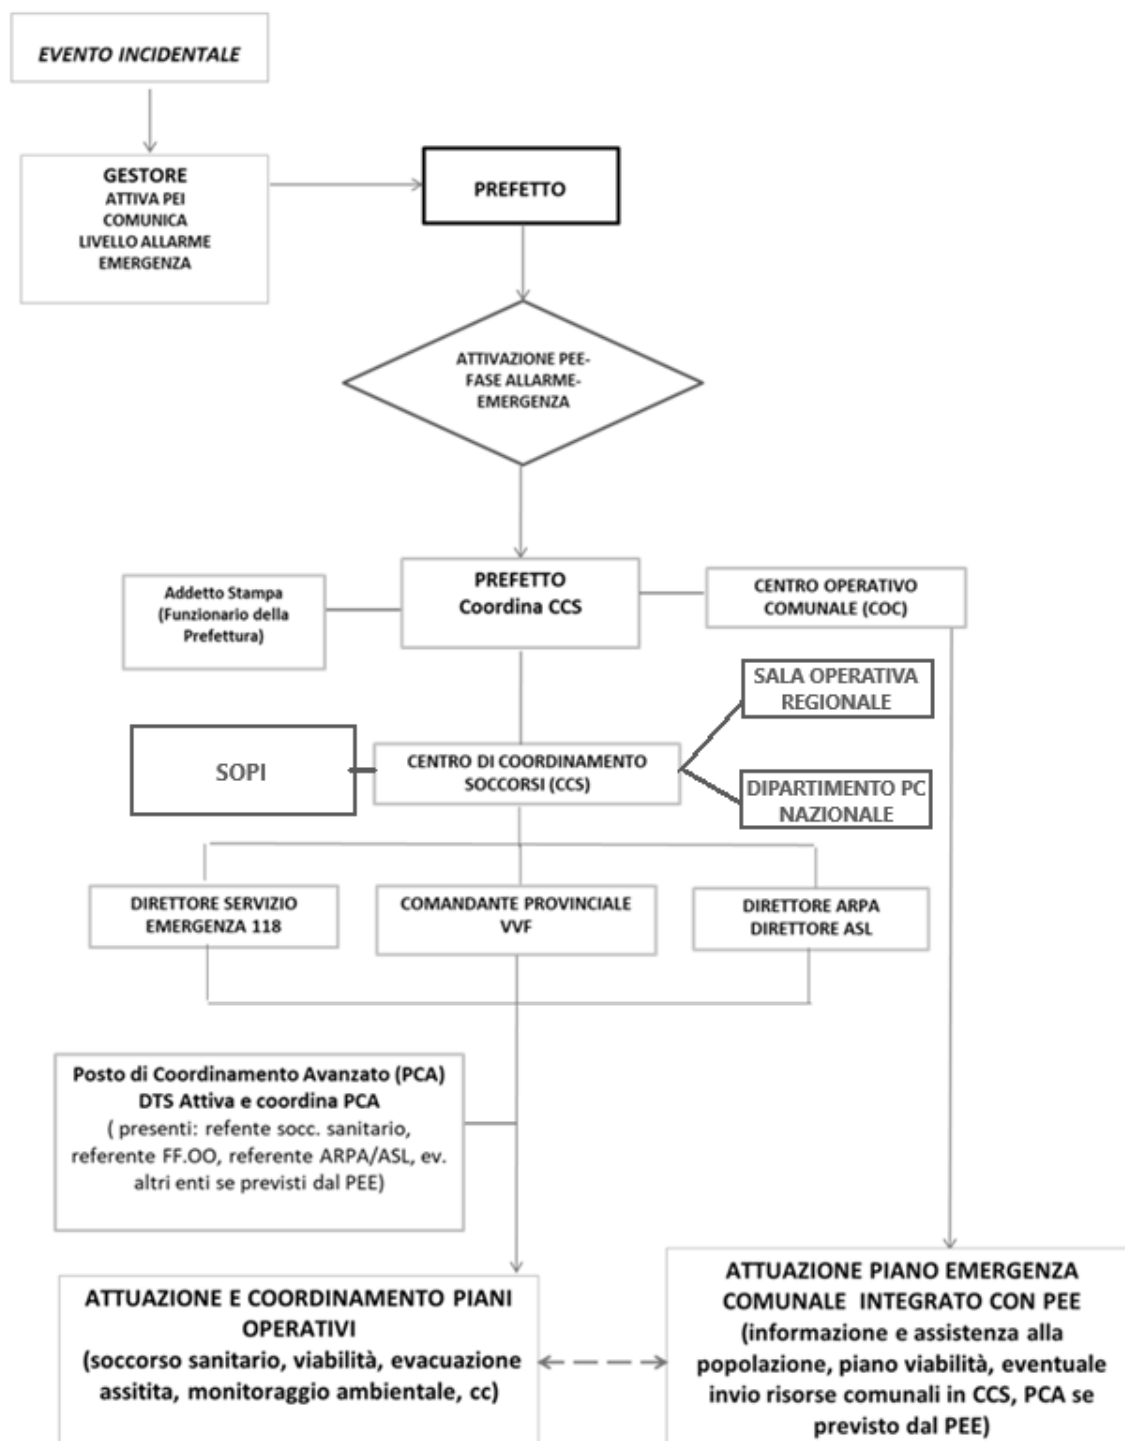 EVENTO INCIDENTALE
GESTORE
ATTIVA PEI
COMUNICA
LIVELLO ALLARME
EMERGENZA
PREFETTO
ATTIVAZIONE PEE-
FASE ALLARME-
EMERGENZA
PREFETTO
Coordina CCS
Addetto Stampa
(Funzionario della
Prefettura)
CENTRO OPERATIVO
COMUNALE (COC)
SALA OPERATIVA
REGIONALE
SOPI
CENTRO DI COORDINAMENTO
SOCCORSI (CCS)
DIPARTIMENTO PC
NAZIONALE
DIRETTORE SERVIZIO
EMERGENZA 118
COMANDANTE PROVINCIALE
VVF
DIRETTORE ARPA
DIRETTORE ASL
Posto di Coordinamento Avanzato (PCA)
DTS Attiva e coordina PCA
( presenti: refente socc. sanitario,
referente FF.OO, referente ARPA/ASL, ev.
altri enti se previsti dal PEE)
ATTUAZIONE E COORDINAMENTO PIANI
OPERATIVI
(soccorso sanitario, viabilità, evacuazione
assitita, monitoraggio ambientale, cc)
ATTUAZIONE PIANO EMERGENZA
COMUNALE INTEGRATO CON PEE
(informazione e assistenza alla
popolazione, piano viabilità, eventuale
invio risorse comunali in CCS, PCA se
previsto dal PEE)